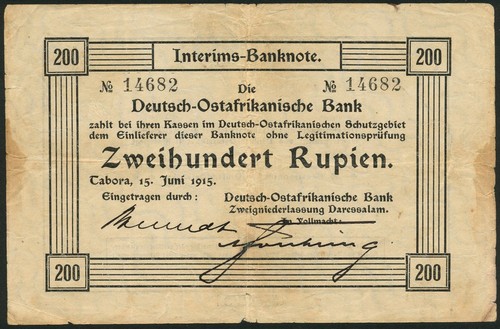 200 Interims-Banknote. 200
№ 14682 № 14682
Die
Deutsch-Ostafrikanische Bank
zahlt bei ihren Kassen im Deutsch-Ostafrikanischen Schutzgebiet
dem Einlieferer dieser Banknote ohne Legitimationsprüfung
Zweihundert Rupien.
Tabora, 15. Juni 1915.
Eingetragen durch: Deutsch-Ostafrikanische Bank
Zweigniederlassung Daressalam.
In Vollmacht:
200 200